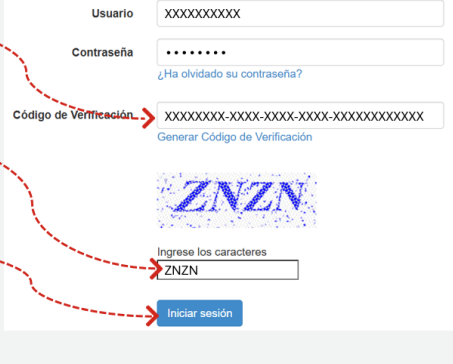 Usuario XXXXXXXXXX
Contraseña ••••••••
¿Ha olvidado su contraseña?
Código de Verificación XXXXXXXX-XXXX-XXXX-XXXX-XXXXXXXXXXXX
Generar Código de Verificación
ZNZN
Ingrese los caracteres
ZNZN
Iniciar sesión